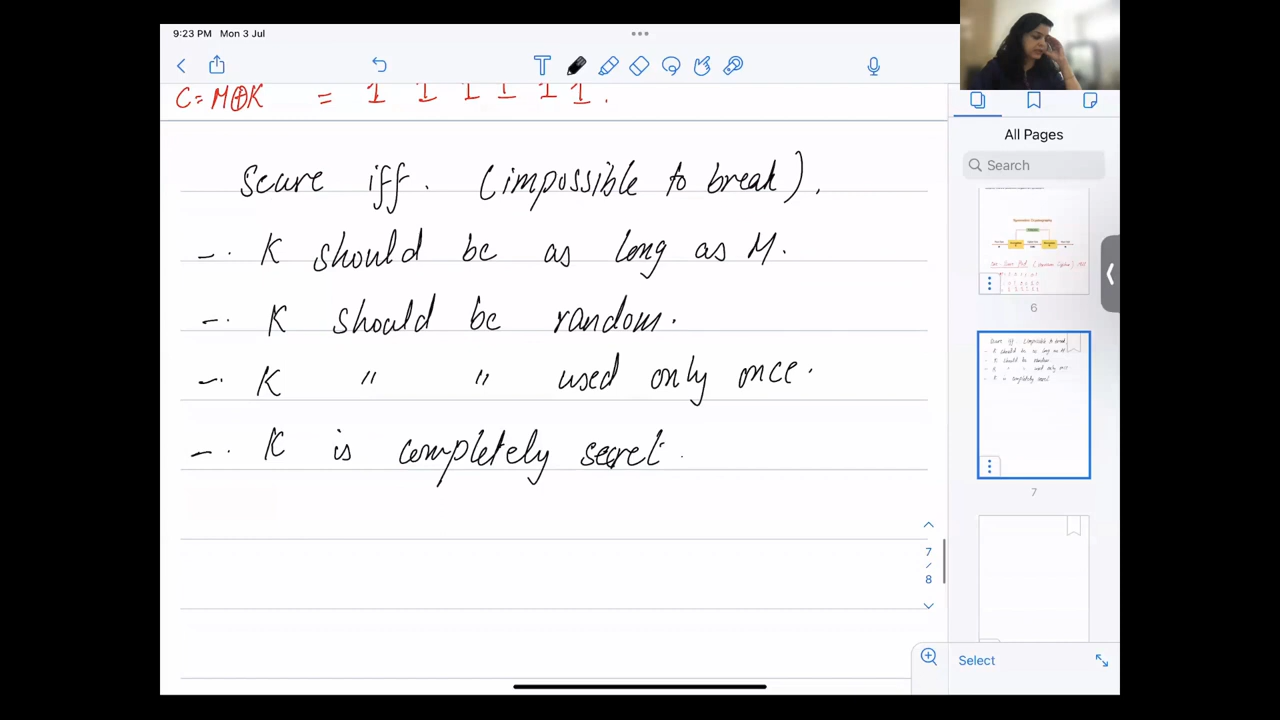 9:23 PM Mon 3 Jul
C = M⊕K = 1 1 1 1 1 1.
All Pages
Search
Secure iff. (impossible to break).
- K should be as long as M.
- K should be random.
- K " " used only once.
- K is completely secret.
6
7
7
/
8
Select